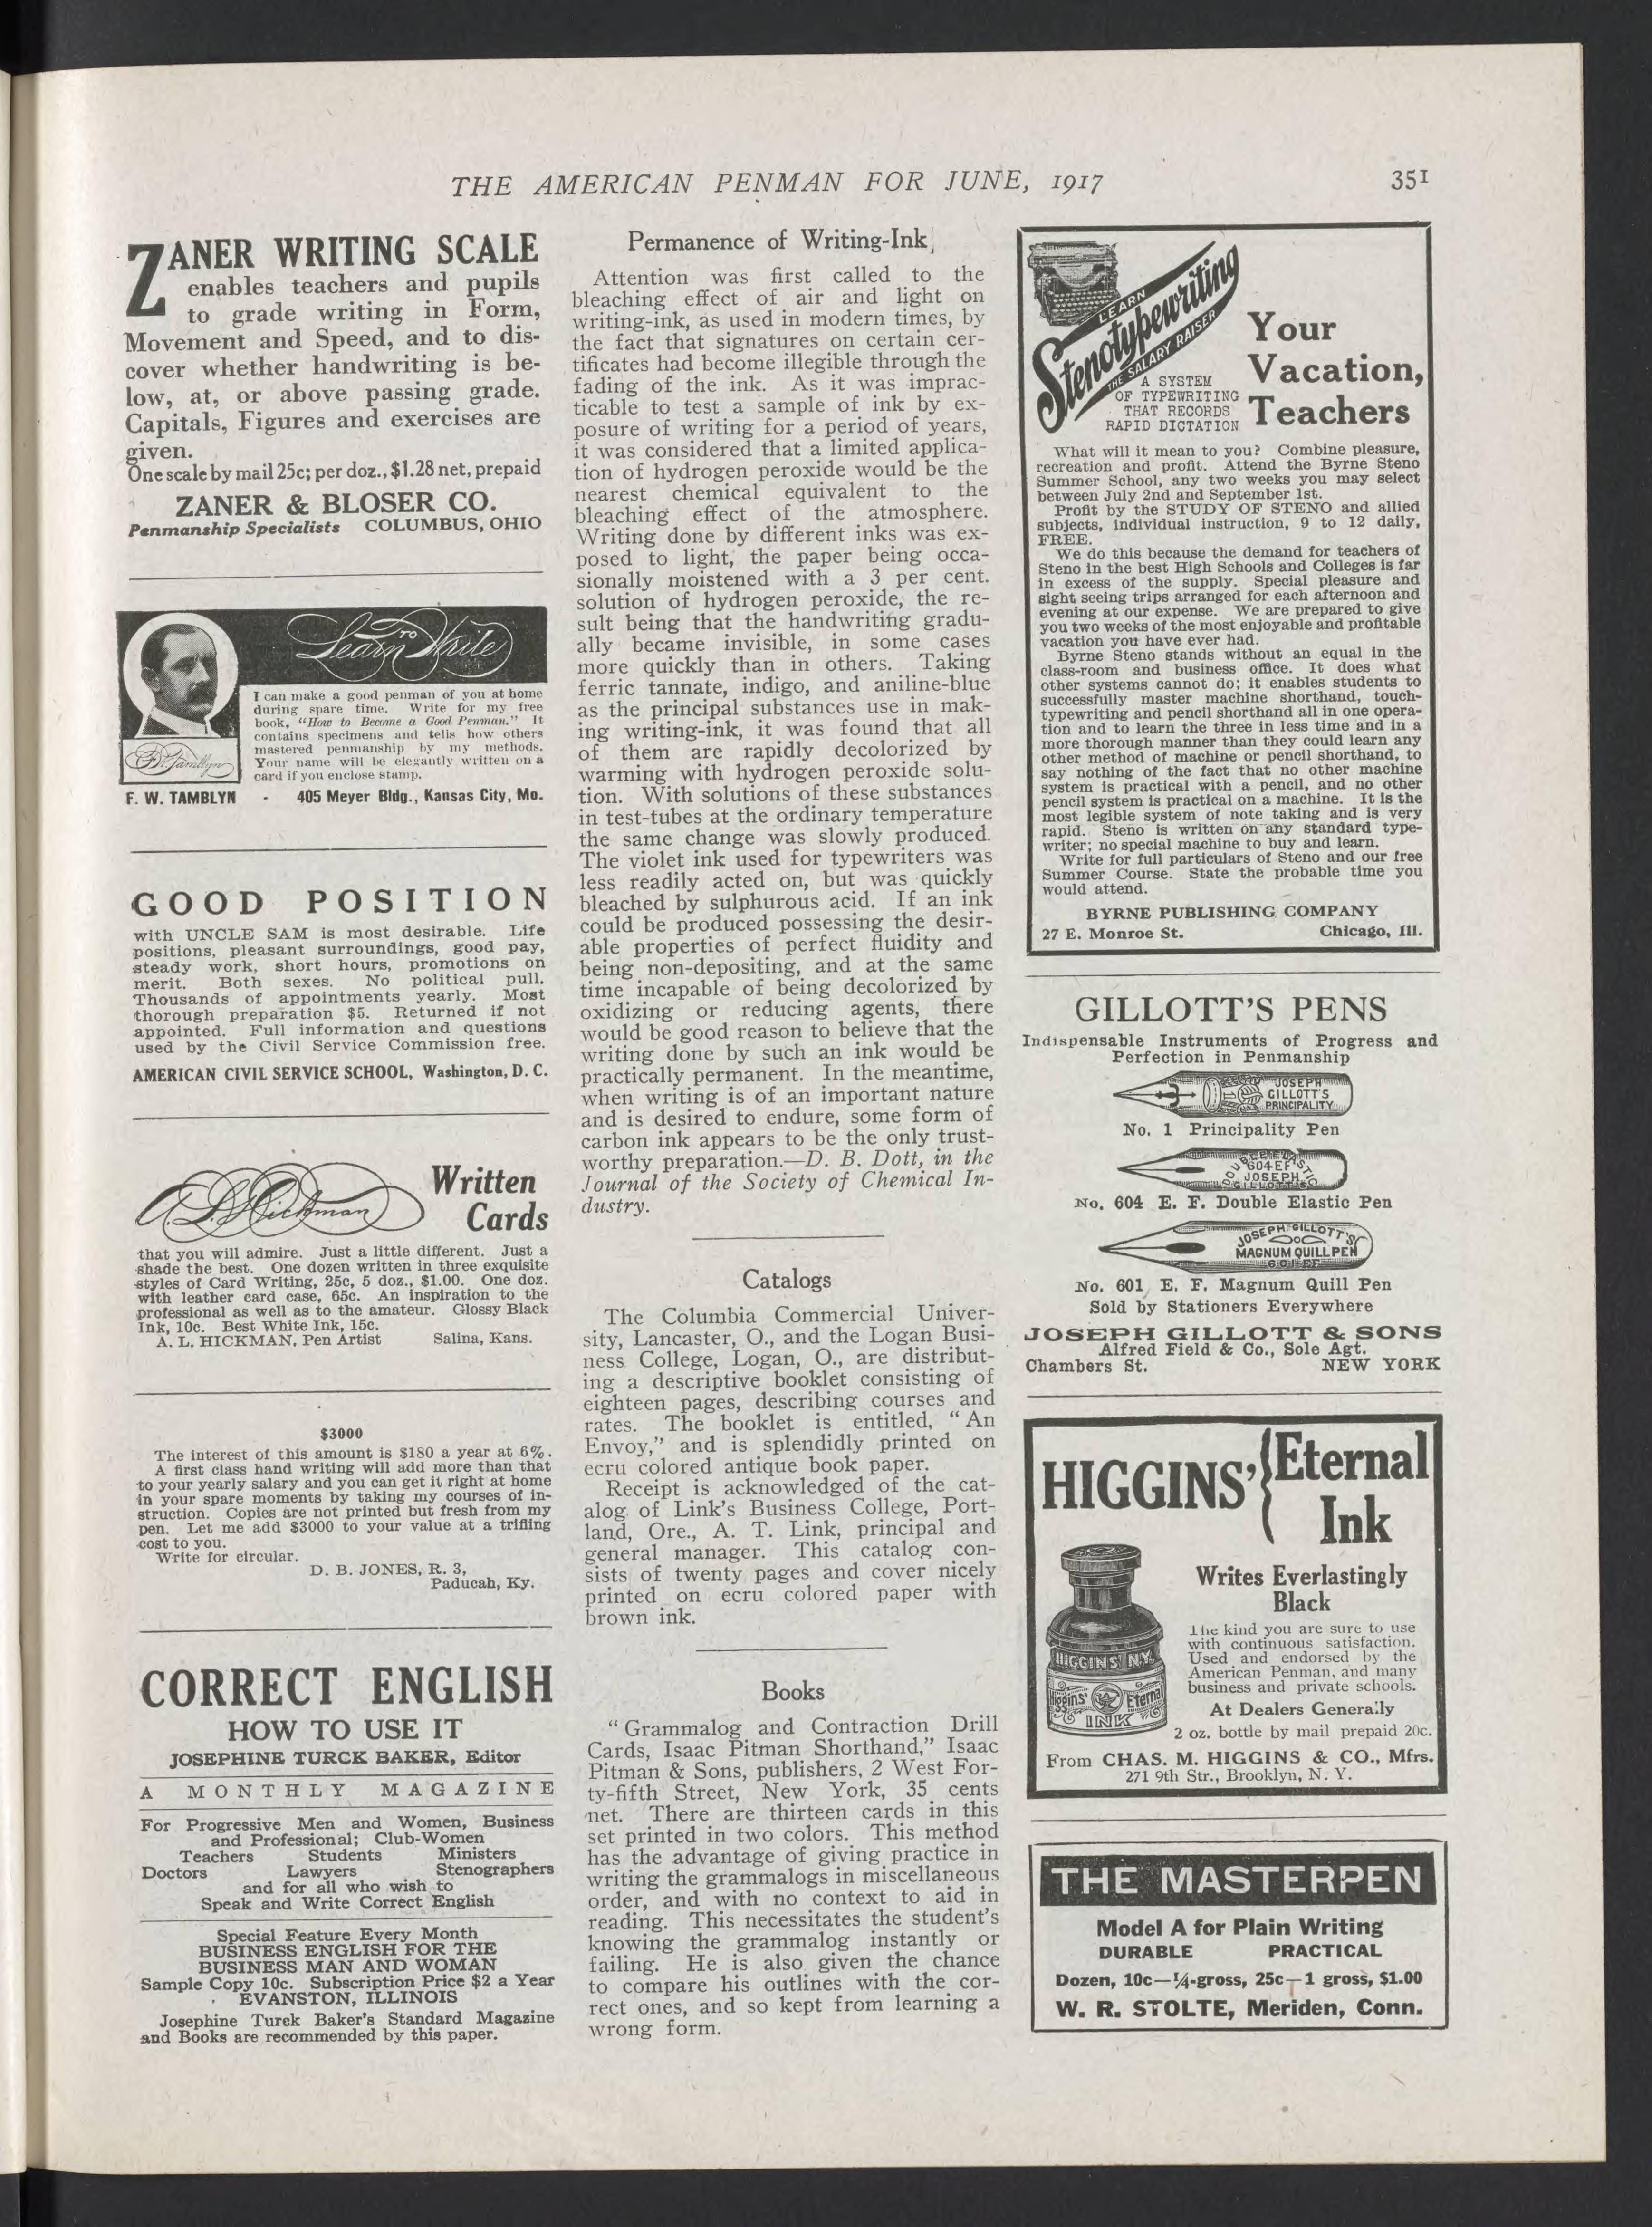 THE AMERICAN PENMAN FOR JUNE, 1917
351
ZANER WRITING SCALE
enables teachers and pupils
to grade writing in Form,
Movement and Speed, and to dis-
cover whether handwriting is be-
low, at, or above passing grade.
Capitals, Figures and exercises are
given.
One scale by mail 25c; per doz., $1.28 net, prepaid
ZANER & BLOSER CO.
Penmanship Specialists COLUMBUS, OHIO
Learn TO Write
I can make a good penman of you at home
during spare time. Write for my free
book, "How to Become a Good Penman." It
contains specimens and tells how others
mastered penmanship by my methods.
Your name will be elegantly written on a
card if you enclose stamp.
F. W. Tamblyn
F. W. TAMBLYN - 405 Meyer Bldg., Kansas City, Mo.
GOOD POSITION
with UNCLE SAM is most desirable. Life
positions, pleasant surroundings, good pay,
steady work, short hours, promotions on
merit. Both sexes. No political pull.
Thousands of appointments yearly. Most
thorough preparation $5. Returned if not
appointed. Full information and questions
used by the Civil Service Commission free.
AMERICAN CIVIL SERVICE SCHOOL, Washington, D. C.
A. L. Hickman
Written
Cards
that you will admire. Just a little different. Just a
shade the best. One dozen written in three exquisite
styles of Card Writing, 25c, 5 doz., $1.00. One doz.
with leather card case, 65c. An inspiration to the
professional as well as to the amateur. Glossy Black
Ink, 10c. Best White Ink, 15c.
A. L. HICKMAN, Pen Artist Salina, Kans.
$3000
The interest of this amount is $180 a year at 6%.
A first class hand writing will add more than that
to your yearly salary and you can get it right at home
in your spare moments by taking my courses of in-
struction. Copies are not printed but fresh from my
pen. Let me add $3000 to your value at a trifling
cost to you.
Write for circular.
D. B. JONES, R. 3,
Paducah, Ky.
CORRECT ENGLISH
HOW TO USE IT
JOSEPHINE TURCK BAKER, Editor
A MONTHLY MAGAZINE
For Progressive Men and Women, Business
and Professional; Club-Women
Teachers Students Ministers
Doctors Lawyers Stenographers
and for all who wish to
Speak and Write Correct English
Special Feature Every Month
BUSINESS ENGLISH FOR THE
BUSINESS MAN AND WOMAN
Sample Copy 10c. Subscription Price $2 a Year
EVANSTON, ILLINOIS
Josephine Turck Baker's Standard Magazine
and Books are recommended by this paper.
Permanence of Writing-Ink
Attention was first called to the
bleaching effect of air and light on
writing-ink, as used in modern times, by
the fact that signatures on certain cer-
tificates had become illegible through the
fading of the ink. As it was imprac-
ticable to test a sample of ink by ex-
posure of writing for a period of years,
it was considered that a limited applica-
tion of hydrogen peroxide would be the
nearest chemical equivalent to the
bleaching effect of the atmosphere.
Writing done by different inks was ex-
posed to light, the paper being occa-
sionally moistened with a 3 per cent.
solution of hydrogen peroxide, the re-
sult being that the handwriting gradu-
ally became invisible, in some cases
more quickly than in others. Taking
ferric tannate, indigo, and aniline-blue
as the principal substances use in mak-
ing writing-ink, it was found that all
of them are rapidly decolorized by
warming with hydrogen peroxide solu-
tion. With solutions of these substances
in test-tubes at the ordinary temperature
the same change was slowly produced.
The violet ink used for typewriters was
less readily acted on, but was quickly
bleached by sulphurous acid. If an ink
could be produced possessing the desir-
able properties of perfect fluidity and
being non-depositing, and at the same
time incapable of being decolorized by
oxidizing or reducing agents, there
would be good reason to believe that the
writing done by such an ink would be
practically permanent. In the meantime,
when writing is of an important nature
and is desired to endure, some form of
carbon ink appears to be the only trust-
worthy preparation.—D. B. Dott, in the
Journal of the Society of Chemical In-
dustry.
Catalogs
The Columbia Commercial Univer-
sity, Lancaster, O., and the Logan Busi-
ness College, Logan, O., are distribut-
ing a descriptive booklet consisting of
eighteen pages, describing courses and
rates. The booklet is entitled, "An
Envoy," and is splendidly printed on
ecru colored antique book paper.
Receipt is acknowledged of the cat-
alog of Link's Business College, Port-
land, Ore., A. T. Link, principal and
general manager. This catalog con-
sists of twenty pages and cover nicely
printed on ecru colored paper with
brown ink.
Books
"Grammalog and Contraction Drill
Cards, Isaac Pitman Shorthand," Isaac
Pitman & Sons, publishers, 2 West For-
ty-fifth Street, New York, 35 cents
net. There are thirteen cards in this
set printed in two colors. This method
has the advantage of giving practice in
writing the grammalogs in miscellaneous
order, and with no context to aid in
reading. This necessitates the student's
knowing the grammalog instantly or
failing. He is also given the chance
to compare his outlines with the cor-
rect ones, and so kept from learning a
wrong form.
LEARN
Stenotypewriting
THE SALARY RAISER
A SYSTEM
OF TYPEWRITING
THAT RECORDS
RAPID DICTATION
Your
Vacation,
Teachers
What will it mean to you? Combine pleasure,
recreation and profit. Attend the Byrne Steno
Summer School, any two weeks you may select
between July 2nd and September 1st.
Profit by the STUDY OF STENO and allied
subjects, individual instruction, 9 to 12 daily,
FREE.
We do this because the demand for teachers of
Steno in the best High Schools and Colleges is far
in excess of the supply. Special pleasure and
sight seeing trips arranged for each afternoon and
evening at our expense. We are prepared to give
you two weeks of the most enjoyable and profitable
vacation you have ever had.
Byrne Steno stands without an equal in the
class-room and business office. It does what
other systems cannot do; it enables students to
successfully master machine shorthand, touch-
typewriting and pencil shorthand all in one opera-
tion and to learn the three in less time and in a
more thorough manner than they could learn any
other method of machine or pencil shorthand, to
say nothing of the fact that no other machine
system is practical with a pencil, and no other
pencil system is practical on a machine. It is the
most legible system of note taking and is very
rapid. Steno is written on any standard type-
writer; no special machine to buy and learn.
Write for full particulars of Steno and our free
Summer Course. State the probable time you
would attend.
BYRNE PUBLISHING COMPANY
27 E. Monroe St. Chicago, Ill.
GILLOTT'S PENS
Indispensable Instruments of Progress and
Perfection in Penmanship
JOSEPH
GILLOTT'S
PRINCIPALITY
No. 1 Principality Pen
DOUBLE ELASTIC
604 EF
JOSEPH
GILLOTT'S
No. 604 E. F. Double Elastic Pen
JOSEPH GILLOTT'S
MAGNUM QUILL PEN
601 EF
No. 601 E. F. Magnum Quill Pen
Sold by Stationers Everywhere
JOSEPH GILLOTT & SONS
Alfred Field & Co., Sole Agt.
Chambers St. NEW YORK
HIGGINS' Eternal
Ink
Writes Everlastingly
Black
The kind you are sure to use
with continuous satisfaction.
Used and endorsed by the
American Penman, and many
business and private schools.
At Dealers Generally
2 oz. bottle by mail prepaid 20c.
HIGGINS' N.Y.
Higgins' Eternal
INK
From CHAS. M. HIGGINS & CO., Mfrs.
271 9th Str., Brooklyn, N. Y.
THE MASTERPEN
Model A for Plain Writing
DURABLE PRACTICAL
Dozen, 10c—¼-gross, 25c—1 gross, $1.00
W. R. STOLTE, Meriden, Conn.